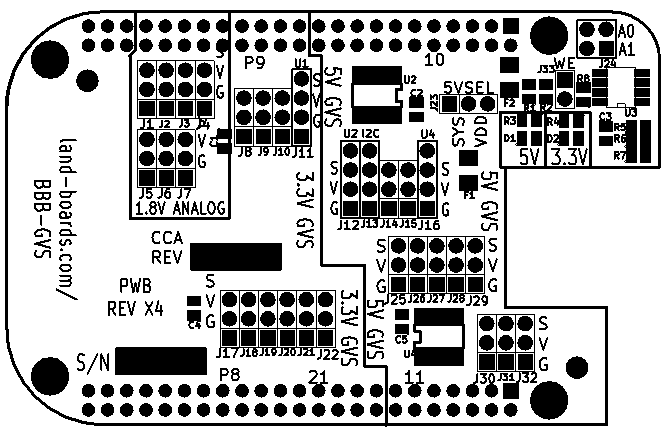 P9
10
A0
A1
J24
WE
J33
S
V
G
J1 J2 J3 J4
U1
S
V
G
5V GVS
J8 J9 J10 J11
U2
C2
5VSEL
J23
SYS
VDD
F2
R1 R2
R8
U3
R3
D1
R4
D2
5V
3.3V
C3
R5
R6
R7
V
G
J5 J6 J7
1.8V ANALOG
3.3V GVS
U2 I2C
U4
S
V
G
S
V
G
J12 J13 J14 J15 J16
F1
5V GVS
land-boards.com/
BBB-GVS
CCA
REV
PWB
REV X4
S
V
G
J25 J26 J27 J28 J29
S
V
G
S
V
G
C4
J17 J18 J19 J20 J21 J22
3.3V GVS
5V GVS
C5
S
V
G
J30 J31 J32
S/N
P8
21
11